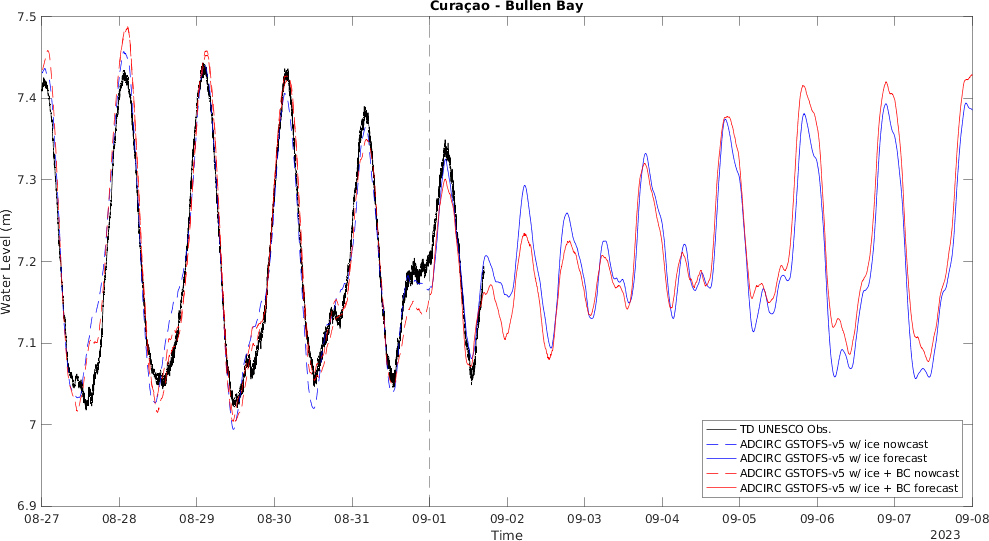 Curaçao - Bullen Bay
Water Level (m)
7.5
7.4
7.3
7.2
7.1
7
6.9
08-27 08-28 08-29 08-30 08-31 09-01 09-02 09-03 09-04 09-05 09-06 09-07 09-08
Time
2023
TD UNESCO Obs.
ADCIRC GSTOFS-v5 w/ ice nowcast
ADCIRC GSTOFS-v5 w/ ice forecast
ADCIRC GSTOFS-v5 w/ ice + BC nowcast
ADCIRC GSTOFS-v5 w/ ice + BC forecast